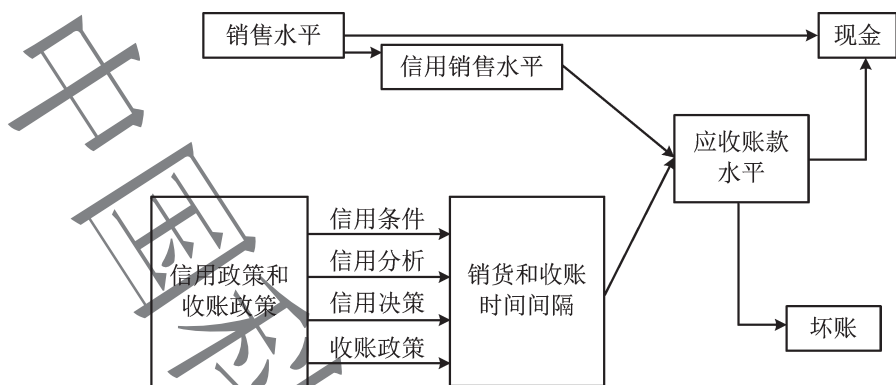 销售水平
现金
信用销售水平
应收账款
水平
信用政策和
收账政策
信用条件
信用分析
信用决策
收账政策
销货和收账
时间间隔
坏账
中国